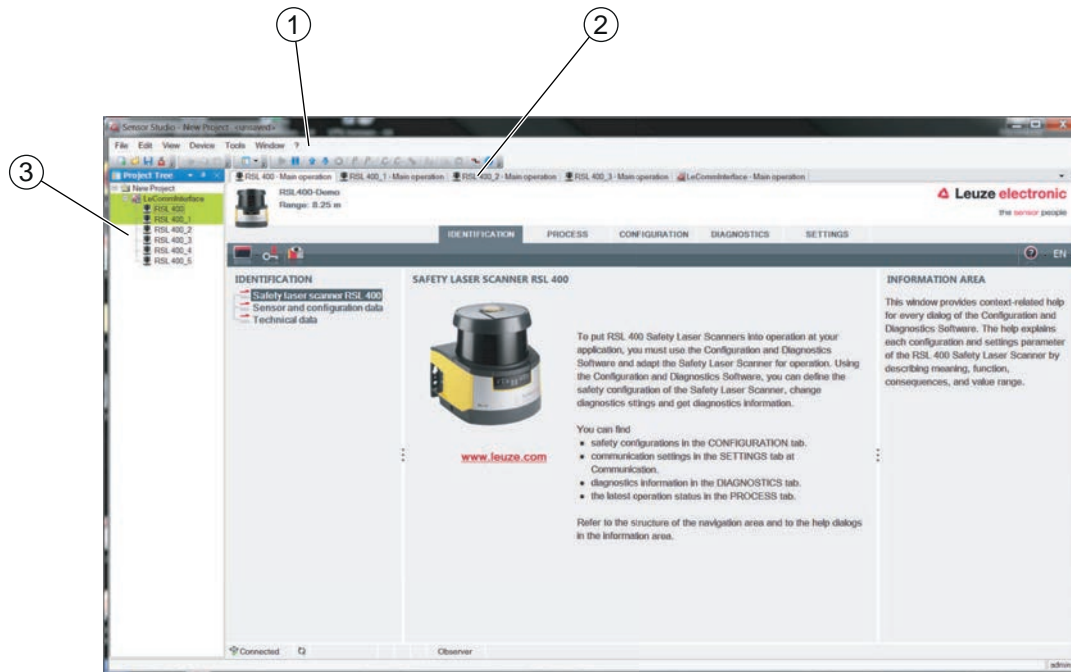 1
2
3
Sensor Studio - New Project <unsaved>
File Edit View Device Tools Window ?
Project Tree
New Project
LeCommInterface
RSL 400
RSL 400_1
RSL 400_2
RSL 400_3
RSL 400_4
RSL 400_5
RSL 400 - Main operation
RSL 400_1 - Main operation
RSL 400_2 - Main operation
RSL 400_3 - Main operation
LeCommInterface - Main operation
RSL400-Demo
Range: 8.25 m
Leuze electronic
the sensor people
IDENTIFICATION PROCESS CONFIGURATION DIAGNOSTICS SETTINGS
? EN
IDENTIFICATION
Safety laser scanner RSL 400
Sensor and configuration data
Technical data
SAFETY LASER SCANNER RSL 400
www.leuze.com
To put RSL 400 Safety Laser Scanners into operation at your
application, you must use the Configuration and Diagnostics
Software and adapt the Safety Laser Scanner for operation. Using
the Configuration and Diagnostics Software, you can define the
safety configuration of the Safety Laser Scanner, change
diagnostics sttings and get diagnostics information.
You can find
• safety configurations in the CONFIGURATION tab.
• communication settings in the SETTINGS tab at
Communication.
• diagnostics information in the DIAGNOSTICS tab.
• the latest operation status in the PROCESS tab.
Refer to the structure of the navigation area and to the help dialogs
in the information area.
INFORMATION AREA
This window provides context-related help
for every dialog of the Configuration and
Diagnostics Software. The help explains
each configuration and settings parameter
of the RSL 400 Safety Laser Scanner by
describing meaning, function,
consequences, and value range.
Connected
Observer
admin